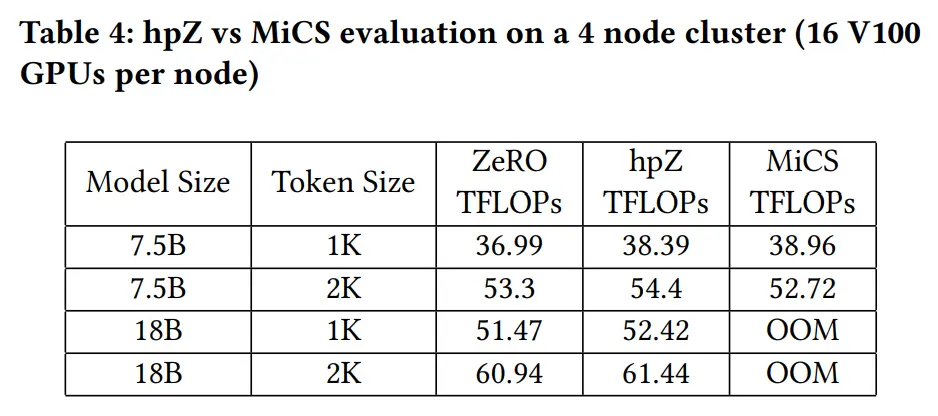 Table 4: hpZ vs MiCS evaluation on a 4 node cluster (16 V100
GPUs per node)
Model Size Token Size ZeRO TFLOPs hpZ TFLOPs MiCS TFLOPs
7.5B 1K 36.99 38.39 38.96
7.5B 2K 53.3 54.4 52.72
18B 1K 51.47 52.42 OOM
18B 2K 60.94 61.44 OOM